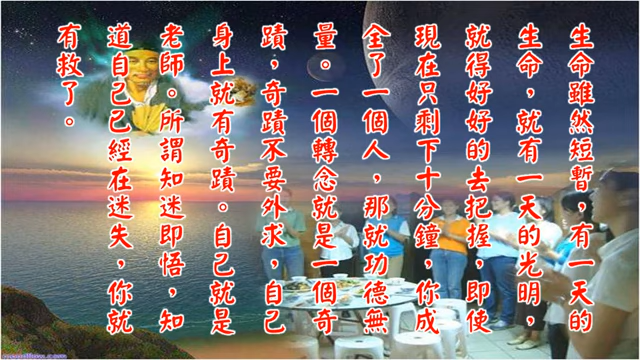 生命雖然短暫，有一天的
生命，就有一天的光明，
就得好好的去把握，即使
現在只剩下十分鐘，你成
全了一個人，那就功德無
量。一個轉念就是一個奇
蹟，奇蹟不要外求，自己
身上就有奇蹟。自己就是
老師。所謂知迷即悟，知
道自己已經在迷失，你就
有救了。